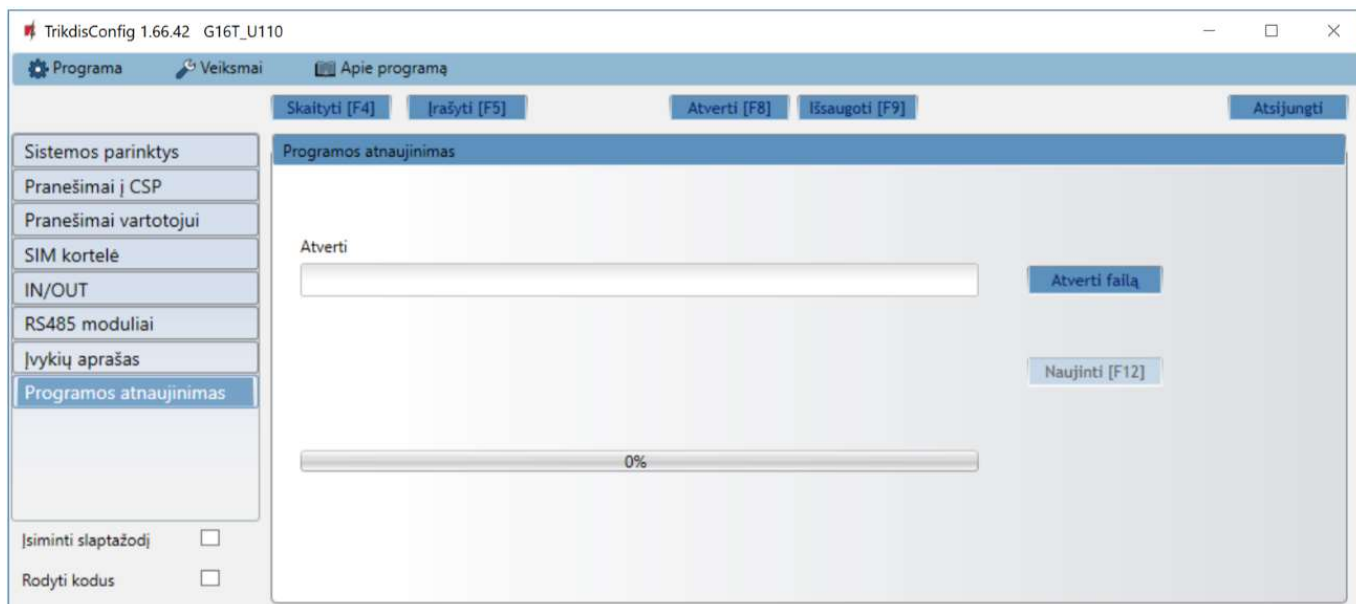 TrikdisConfig 1.66.42 G16T_U110
Programa Veiksmai Apie programą
Skaityti [F4] Įrašyti [F5] Atverti [F8] Išsaugoti [F9] Atsijungti
Sistemos parinktys
Pranešimai į CSP
Pranešimai vartotojui
SIM kortelė
IN/OUT
RS485 moduliai
Įvykių aprašas
Programos atnaujinimas
Įsiminti slaptažodį
Rodyti kodus
Programos atnaujinimas
Atverti
Atverti failą
Naujinti [F12]
0%